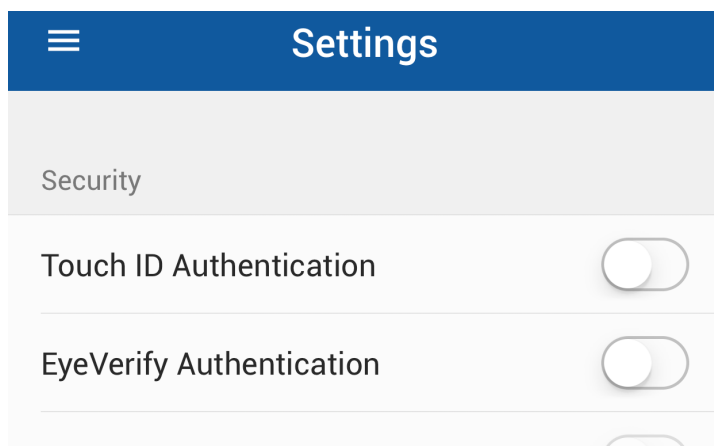 Settings
Security
Touch ID Authentication
EyeVerify Authentication